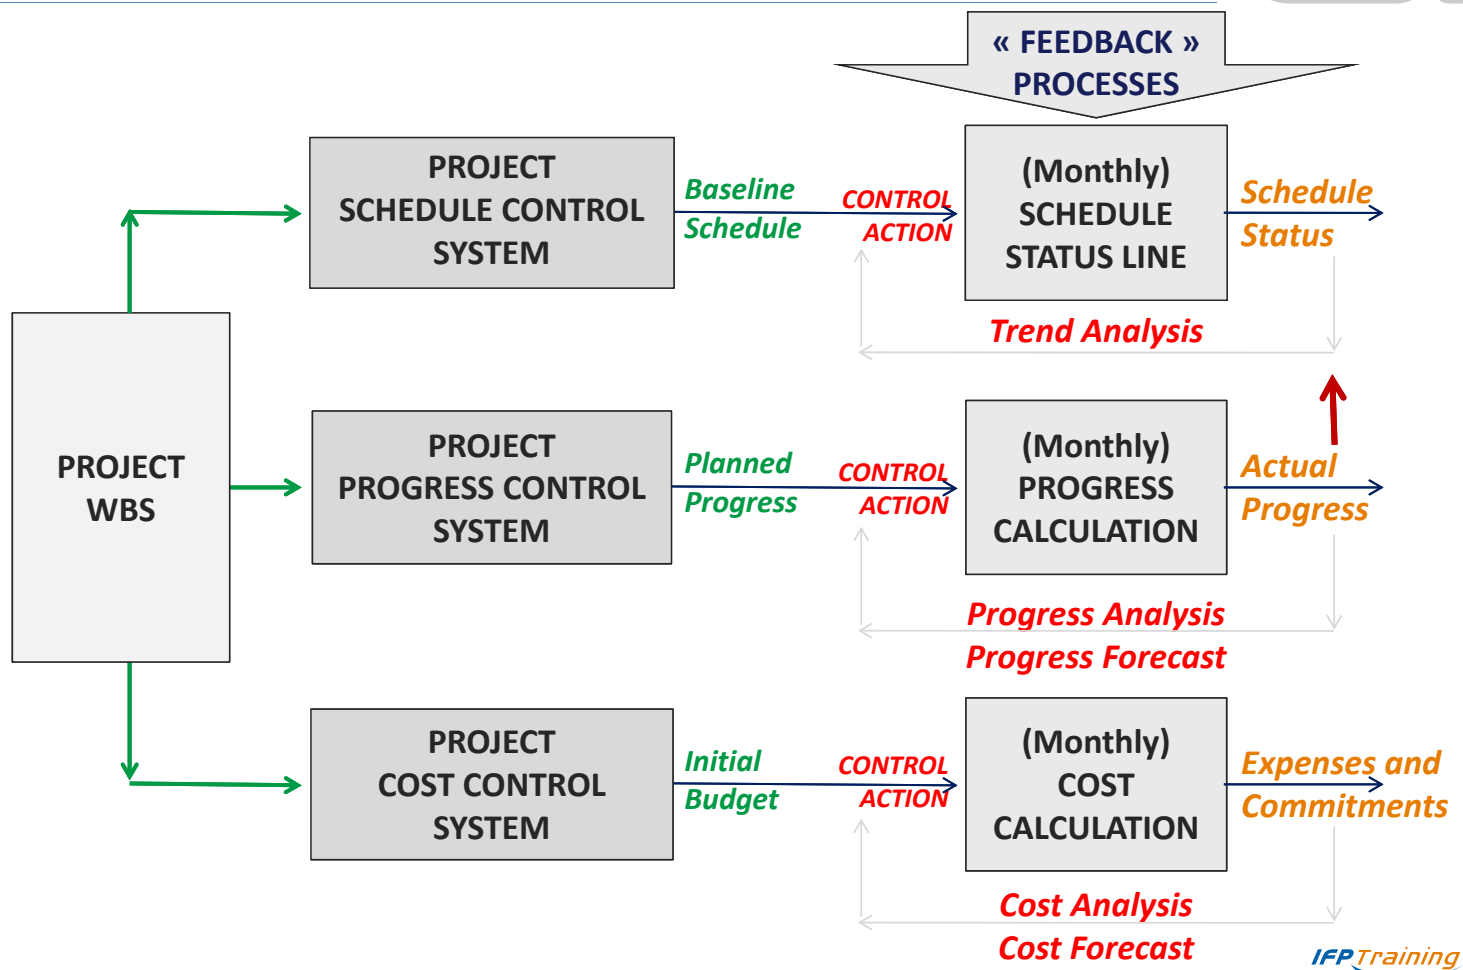 « FEEDBACK »
PROCESSES
PROJECT
SCHEDULE CONTROL
SYSTEM
Baseline
Schedule
CONTROL
ACTION
(Monthly)
SCHEDULE
STATUS LINE
Schedule
Status
Trend Analysis
PROJECT
WBS
PROJECT
PROGRESS CONTROL
SYSTEM
Planned
Progress
CONTROL
ACTION
(Monthly)
PROGRESS
CALCULATION
Actual
Progress
Progress Analysis
Progress Forecast
PROJECT
COST CONTROL
SYSTEM
Initial
Budget
CONTROL
ACTION
(Monthly)
COST
CALCULATION
Expenses and
Commitments
Cost Analysis
Cost Forecast
IFPTraining